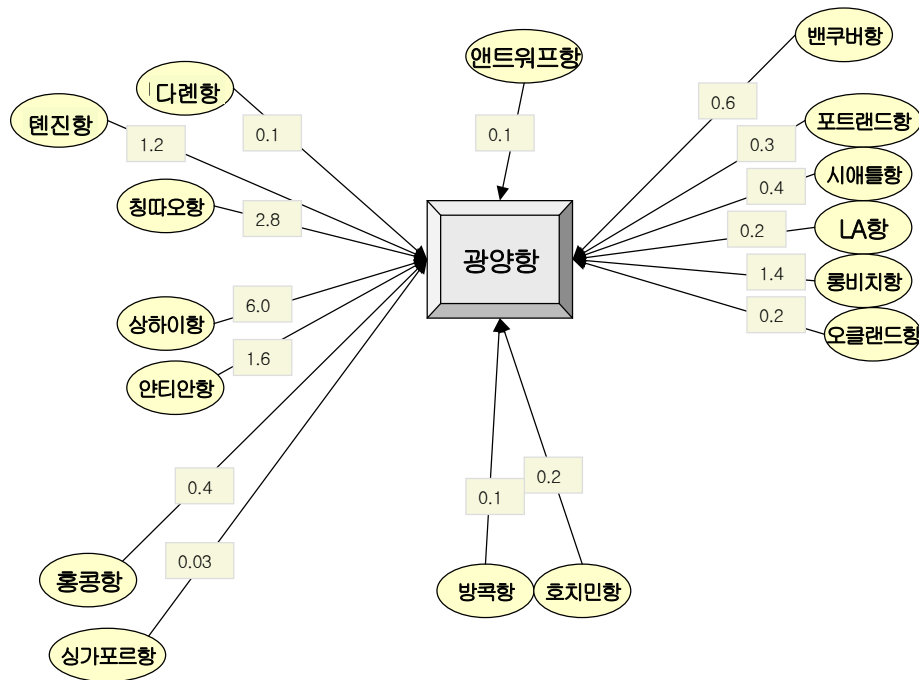 밴쿠버항
앤트워프항
다롄항
0.6
톈진항
0.1
0.1
포트랜드항
1.2
0.3
시애틀항
0.4
칭따오항
2.8
0.2
LA항
광양항
1.4
롱비치항
6.0
0.2
상하이항
오클랜드항
1.6
얀티안항
0.4
0.1
0.2
0.03
홍콩항
방콕항
호치민항
싱가포르항